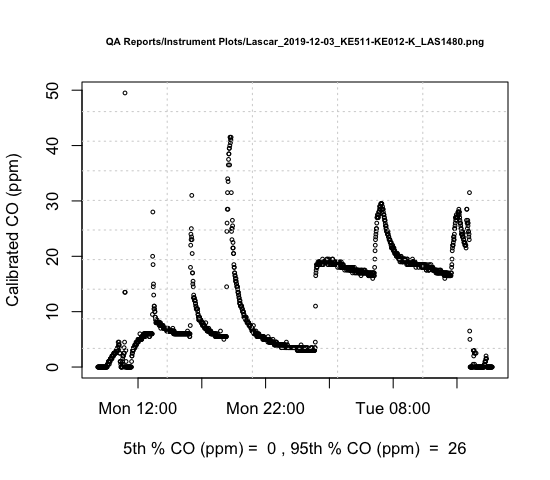 QA Reports/Instrument Plots/Lascar_2019-12-03_KE511-KE012-K_LAS1480.png
Calibrated CO (ppm)
50
40
30
20
10
0
Mon 12:00 Mon 22:00 Tue 08:00
5th % CO (ppm) = 0 , 95th % CO (ppm) = 26